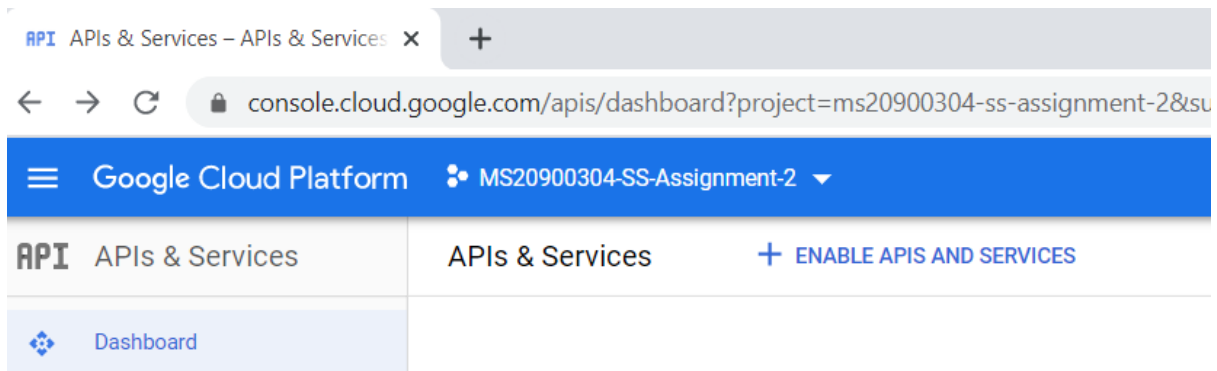 API APIs & Services – APIs & Services
console.cloud.google.com/apis/dashboard?project=ms20900304-ss-assignment-2&su
Google Cloud Platform MS20900304-SS-Assignment-2
API APIs & Services APIs & Services + ENABLE APIS AND SERVICES
Dashboard